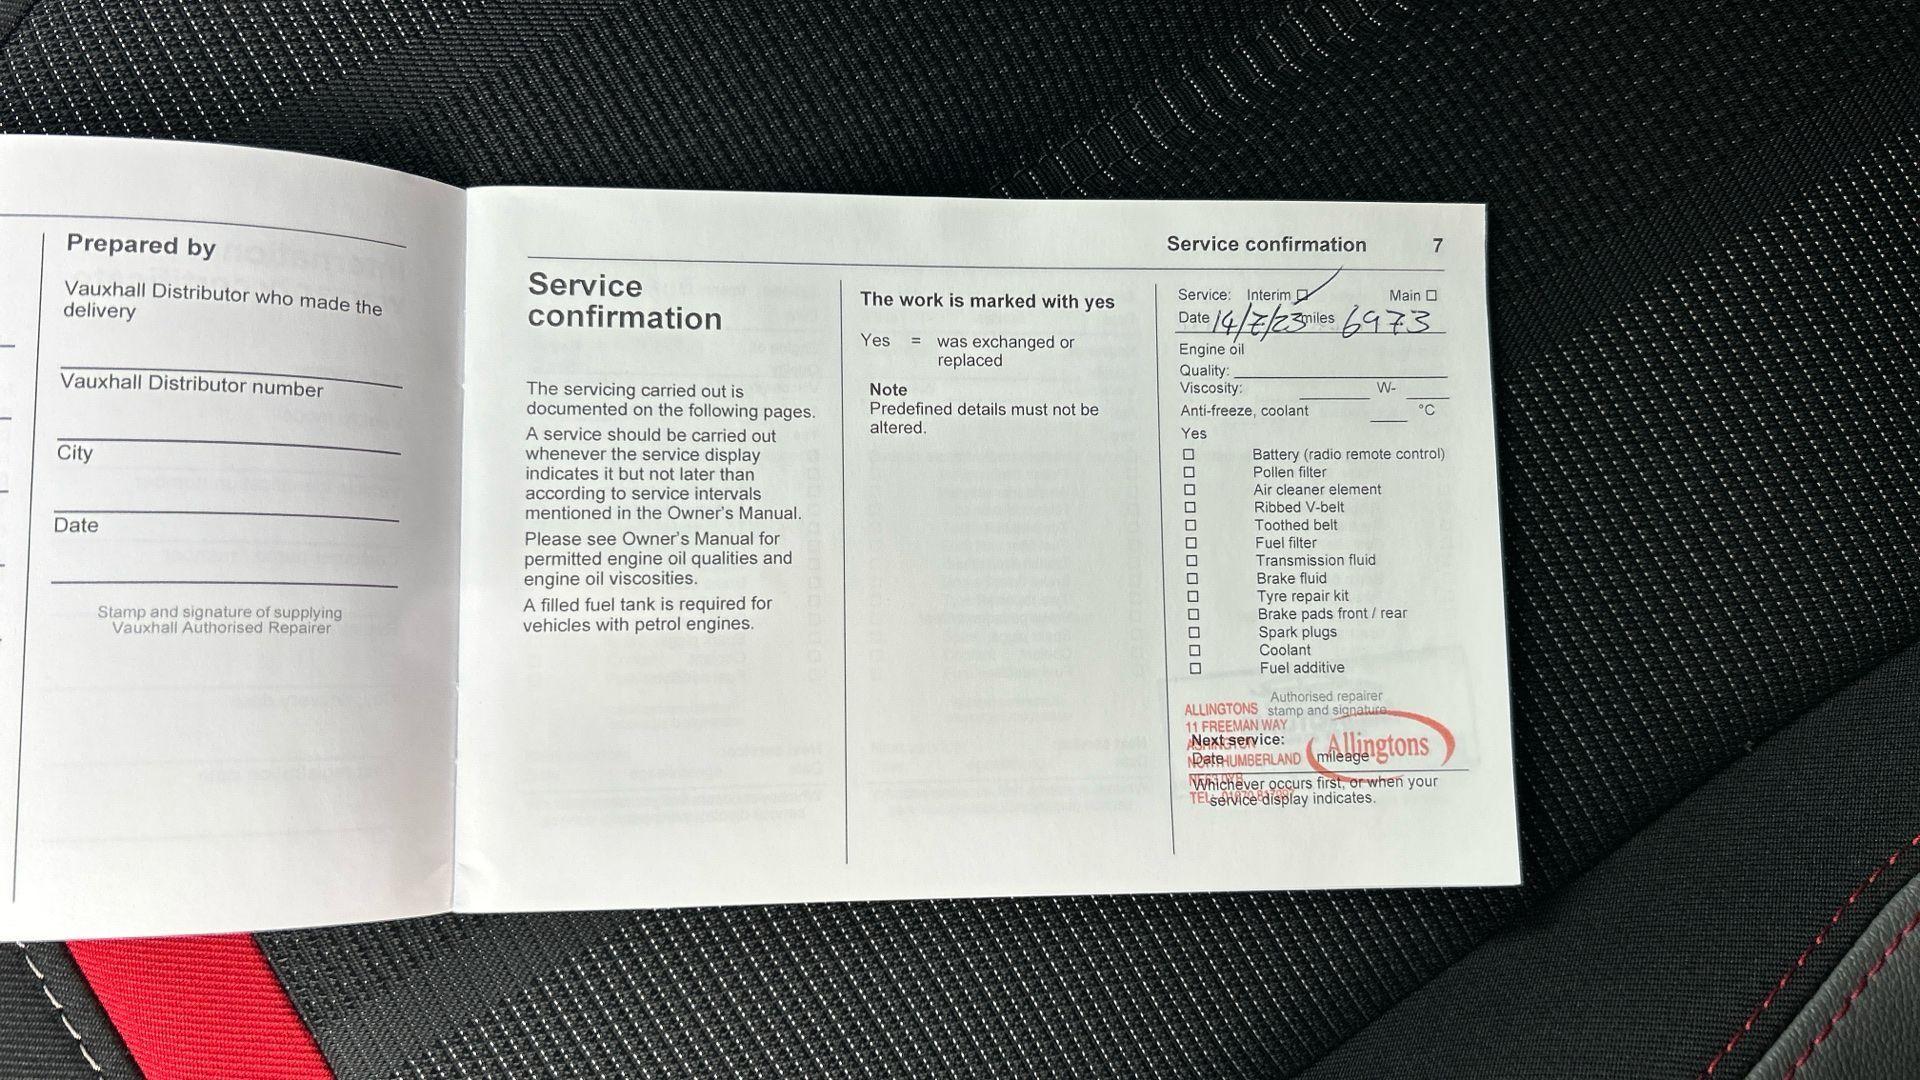 Prepared by
Vauxhall Distributor who made the
delivery
Vauxhall Distributor number
City
Date
Stamp and signature of supplying
Vauxhall Authorised Repairer
Service confirmation 7
Service
confirmation
The servicing carried out is
documented on the following pages.
A service should be carried out
whenever the service display
indicates it but not later than
according to service intervals
mentioned in the Owner's Manual.
Please see Owner's Manual for
permitted engine oil qualities and
engine oil viscosities.
A filled fuel tank is required for
vehicles with petrol engines.
The work is marked with yes
Yes = was exchanged or
replaced
Note
Predefined details must not be
altered.
Service: Interim ☐ Main ☐
Date 14/7/23 miles 6973
Engine oil
Quality:
Viscosity: W-
Anti-freeze, coolant °C
Yes
☐ Battery (radio remote control)
☐ Pollen filter
☐ Air cleaner element
☐ Ribbed V-belt
☐ Toothed belt
☐ Fuel filter
☐ Transmission fluid
☐ Brake fluid
☐ Tyre repair kit
☐ Brake pads front / rear
☐ Spark plugs
☐ Coolant
☐ Fuel additive
Authorised repairer
stamp and signature
ALLINGTONS
11 FREEMAN WAY
ASHINGTON
NORTHUMBERLAND
TEL:
Allingtons
Next service:
Date mileage
Whichever occurs first, or when your
service display indicates.